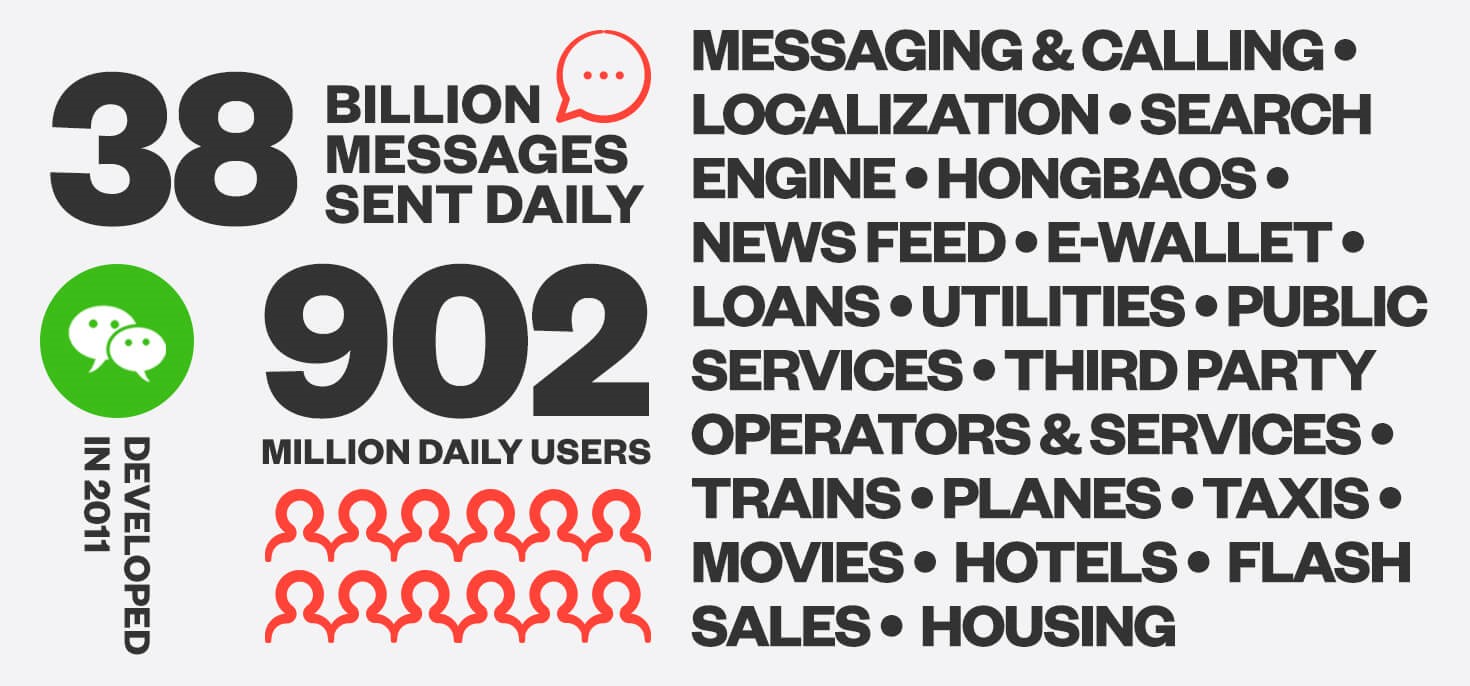 38
BILLION
MESSAGES
SENT DAILY
902
MILLION DAILY USERS
DEVELOPED
IN 2011
MESSAGING & CALLING •
LOCALIZATION • SEARCH
ENGINE • HONGBAOS •
NEWS FEED • E-WALLET •
LOANS • UTILITIES • PUBLIC
SERVICES • THIRD PARTY
OPERATORS & SERVICES •
TRAINS • PLANES • TAXIS •
MOVIES • HOTELS • FLASH
SALES • HOUSING